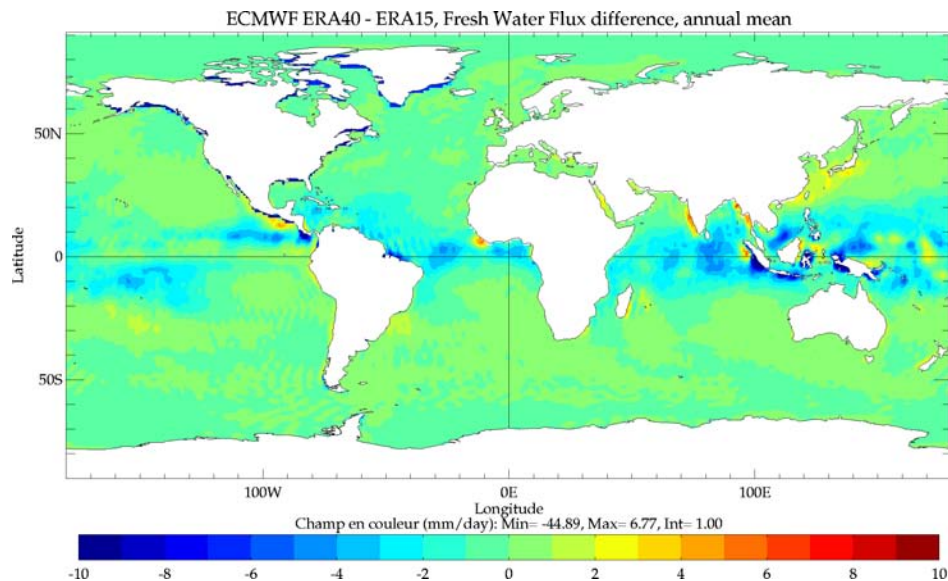 ECMWF ERA40 - ERA15, Fresh Water Flux difference, annual mean
50N
0
50S
Latitude
100W 0E 100E
Longitude
Champ en couleur (mm/day): Min= -44.89, Max= 6.77, Int= 1.00
-10 -8 -6 -4 -2 0 2 4 6 8 10